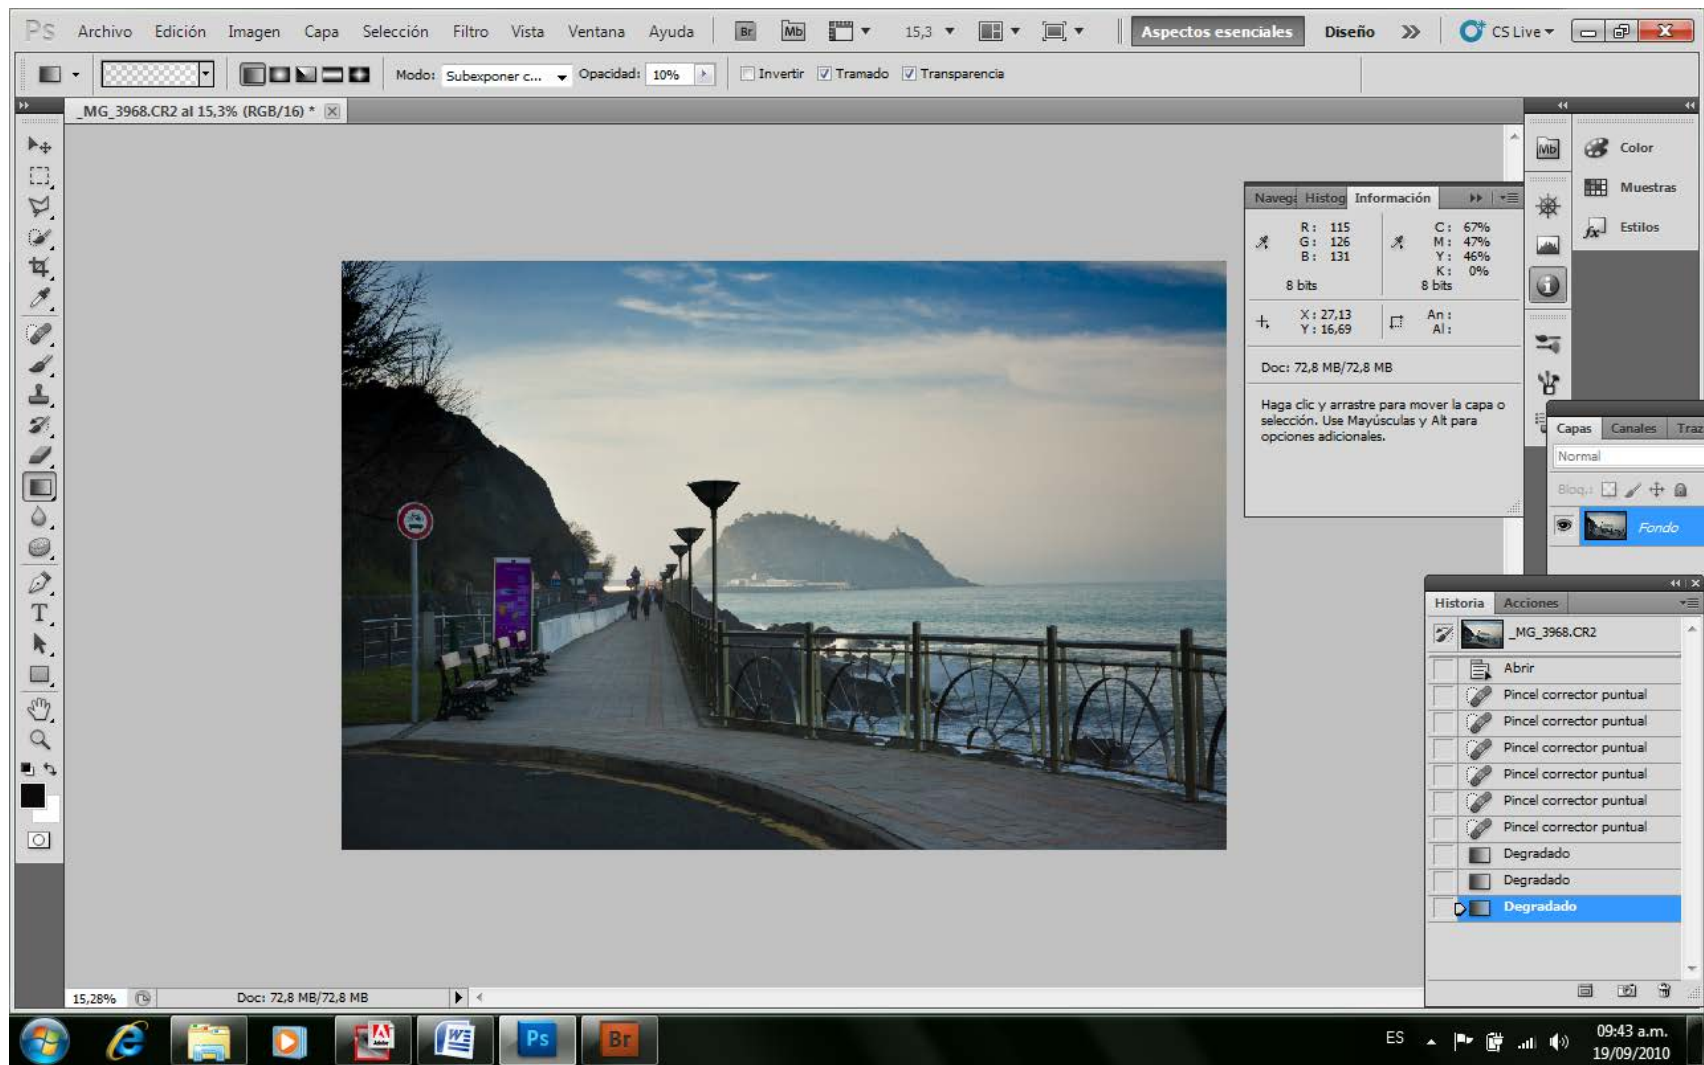 Ps Archivo Edición Imagen Capa Selección Filtro Vista Ventana Ayuda Br Mb 15,3 Aspectos esenciales Diseño CS Live
Modo: Subexponer c... Opacidad: 10% Invertir Tramado Transparencia
_MG_3968.CR2 al 15,3% (RGB/16) *
Mb Color
Muestras
Estilos
Navega Histog Información
R: 115 C: 67%
G: 126 M: 47%
B: 131 Y: 46%
K: 0%
8 bits 8 bits
X: 27,13 An:
Y: 16,69 Al:
Doc: 72,8 MB/72,8 MB
Haga clic y arrastre para mover la capa o
selección. Use Mayúsculas y Alt para
opciones adicionales.
Capas Canales Traz
Normal
Bloq.:
Fondo
Historia Acciones
_MG_3968.CR2
Abrir
Pincel corrector puntual
Pincel corrector puntual
Pincel corrector puntual
Pincel corrector puntual
Pincel corrector puntual
Pincel corrector puntual
Degradado
Degradado
Degradado
15,28% Doc: 72,8 MB/72,8 MB
Ps Br ES 09:43 a.m.
19/09/2010